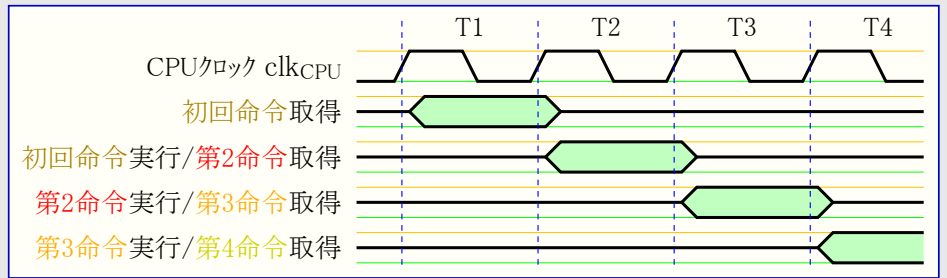 T1 T2 T3 T4
CPUクロック clkCPU
初回命令取得
初回命令実行/第2命令取得
第2命令実行/第3命令取得
第3命令実行/第4命令取得